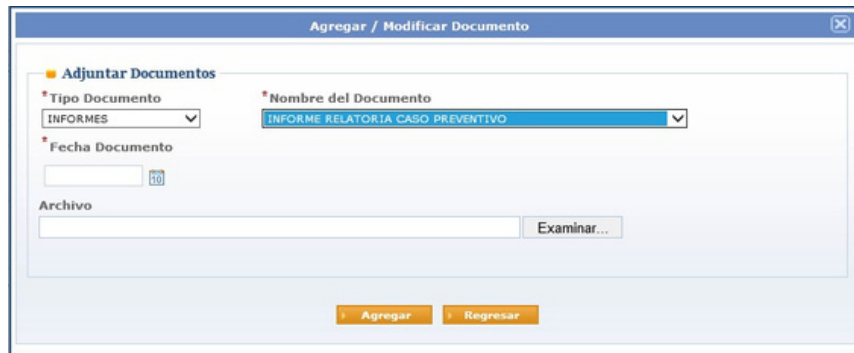 Agregar / Modificar Documento
Adjuntar Documentos
*Tipo Documento *Nombre del Documento
INFORMES INFORME RELATORIA CASO PREVENTIVO
*Fecha Documento
10
Archivo
Examinar...
Agregar Regresar